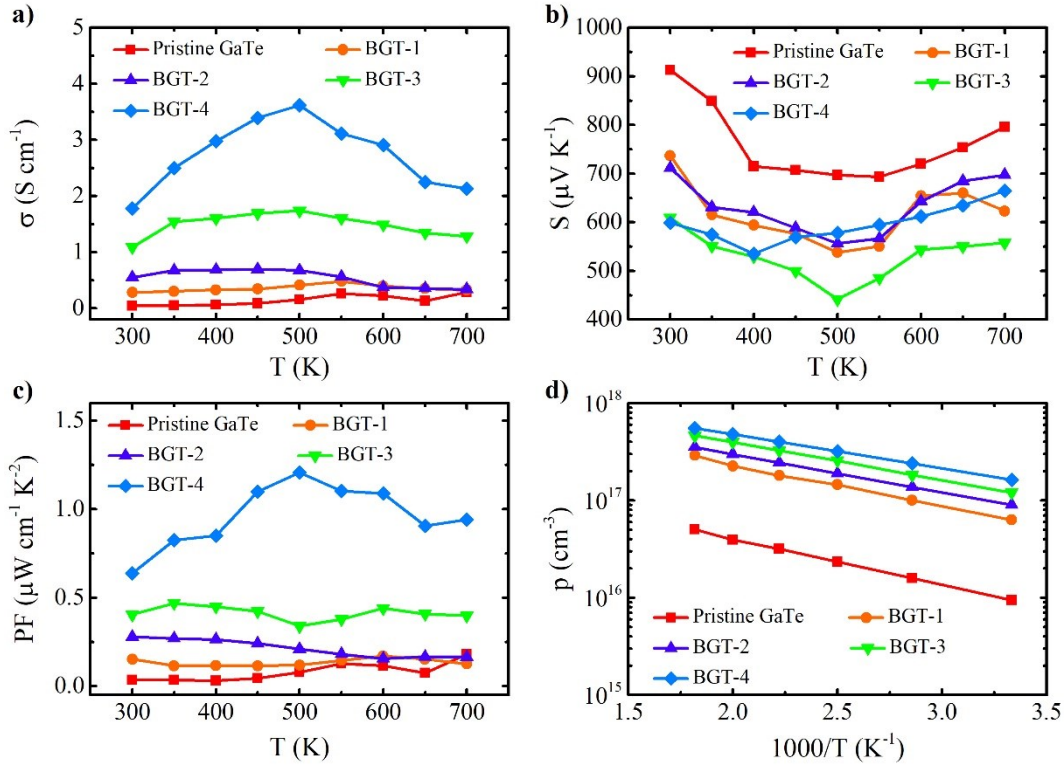 a)
5
4
3
2
1
0
σ (S cm⁻¹)
Pristine GaTe
BGT-1
BGT-2
BGT-3
BGT-4
300 400 500 600 700
T (K)
b)
1000
900
800
700
600
500
400
S (μV K⁻¹)
Pristine GaTe
BGT-1
BGT-2
BGT-3
BGT-4
300 400 500 600 700
T (K)
c)
1.5
1.0
0.5
0.0
PF (μW cm⁻¹ K⁻²)
Pristine GaTe
BGT-1
BGT-2
BGT-3
BGT-4
300 400 500 600 700
T (K)
d)
10¹⁸
10¹⁷
10¹⁶
10¹⁵
p (cm⁻³)
Pristine GaTe
BGT-1
BGT-2
BGT-3
BGT-4
1.5 2.0 2.5 3.0 3.5
1000/T (K⁻¹)